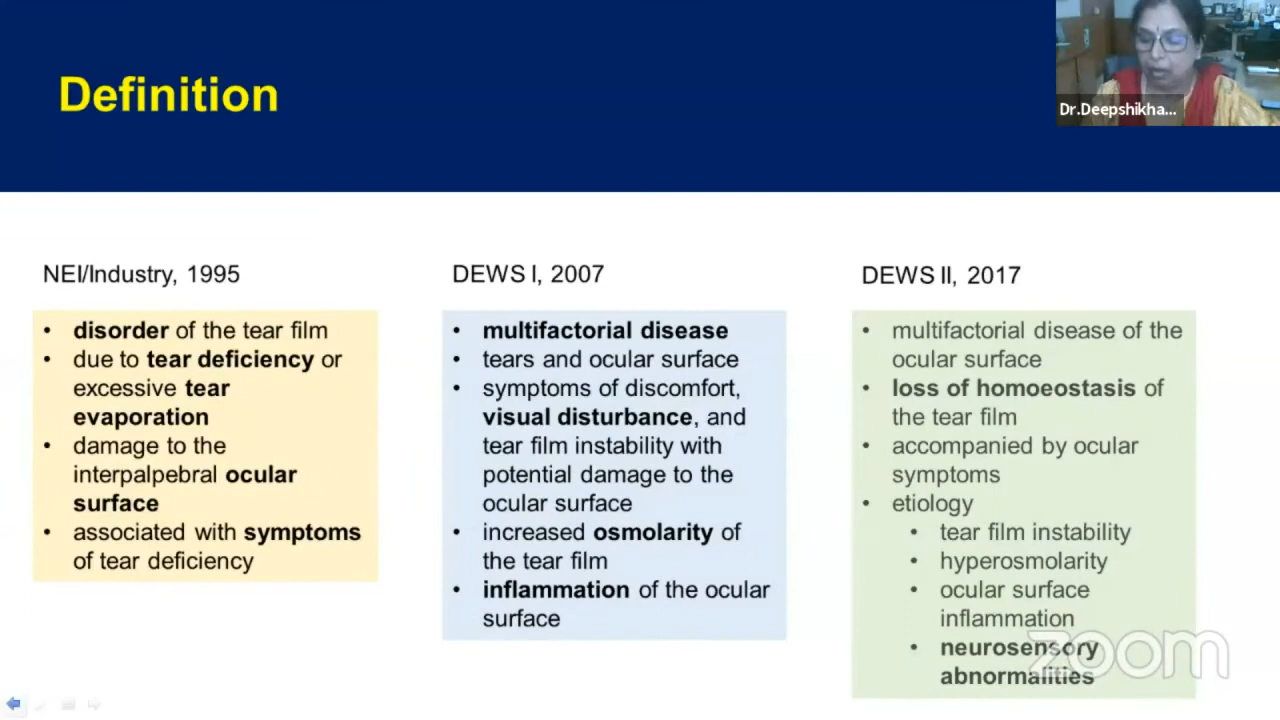 Definition
Dr.Deepshikha...
NEI/Industry, 1995
• disorder of the tear film
• due to tear deficiency or
excessive tear
evaporation
• damage to the
interpalpebral ocular
surface
• associated with symptoms
of tear deficiency
DEWS I, 2007
• multifactorial disease
• tears and ocular surface
• symptoms of discomfort,
visual disturbance, and
tear film instability with
potential damage to the
ocular surface
• increased osmolarity of
the tear film
• inflammation of the ocular
surface
DEWS II, 2017
• multifactorial disease of the
ocular surface
• loss of homoeostasis of
the tear film
• accompanied by ocular
symptoms
• etiology
• tear film instability
• hyperosmolarity
• ocular surface
inflammation
• neurosensory
abnormalities
zoom